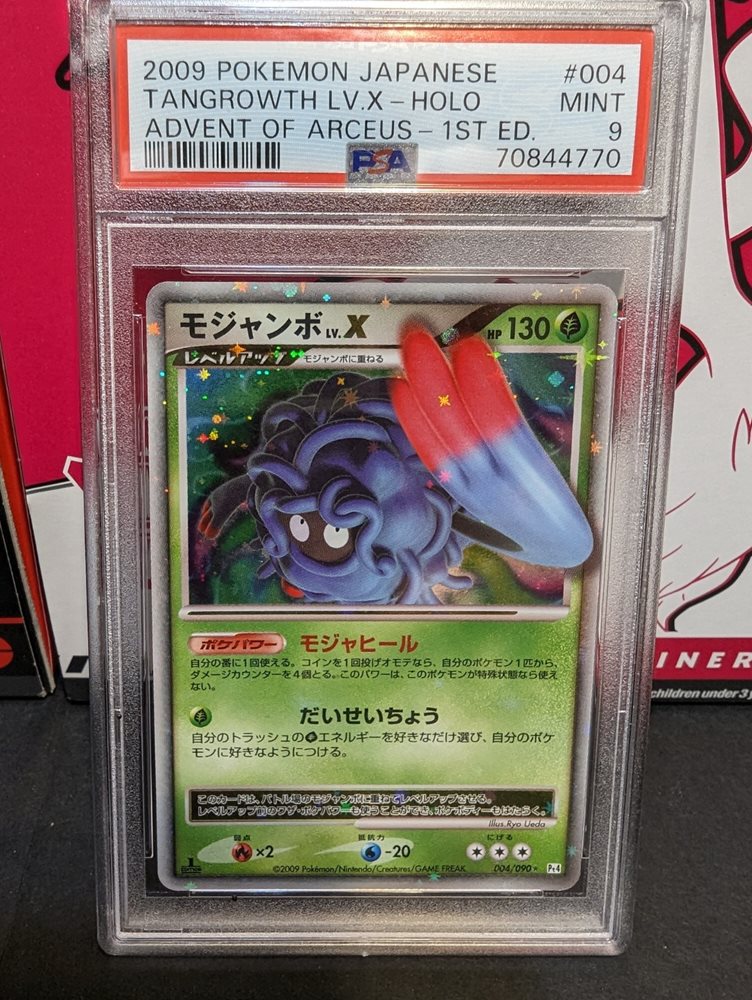 2009 POKEMON JAPANESE #004
TANGROWTH LV.X - HOLO MINT
ADVENT OF ARCEUS - 1ST ED. 9
PSA 70844770
モジャンボ LV.X HP 130
レベルアップ モジャンボに重ねる
ポケパワー モジャヒール
自分の番に1回使える。コインを1回投げオモテなら、自分のポケモン1匹から、
ダメージカウンターを4個とる。このパワーは、このポケモンが特殊状態なら使え
ない。
だいせいちょう
自分のトラッシュのエネルギーを好きなだけ選び、自分のポケ
モンに好きなようにつける。
このカードは、バトル場のモジャンボに重ねてレベルアップさせる。
レベルアップ前のワザ・ポケパワーも使うことができ、ポケボディーもはたらく。
Illus.Ryo Ueda
弱点 抵抗力 にげる
×2 -20
1 EDITION ©2009 Pokémon/Nintendo/Creatures/GAME FREAK 004/090 Pt4
INER
children under 3 y